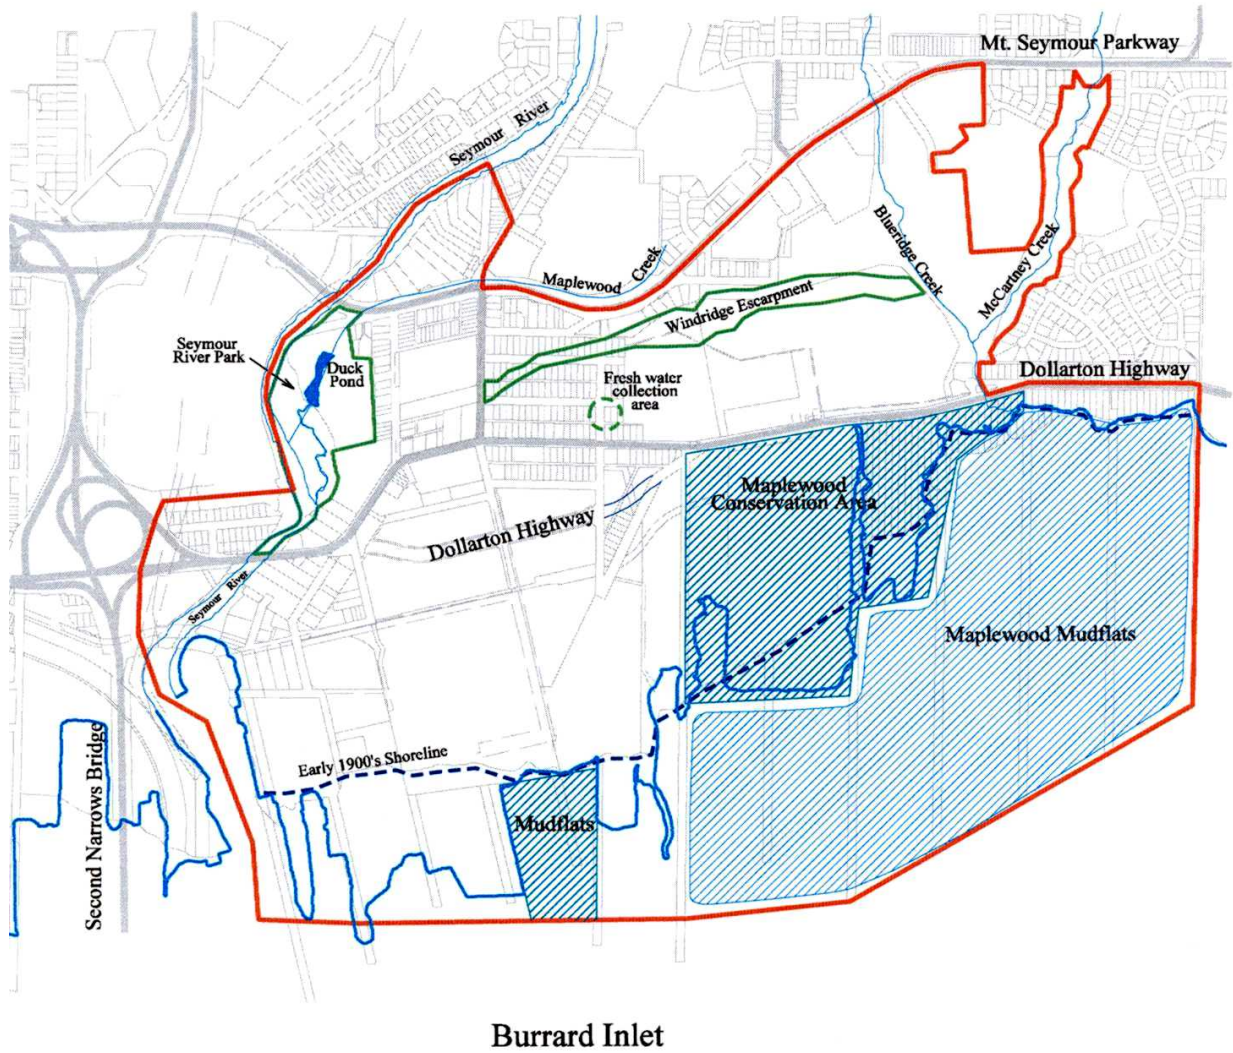 Mt. Seymour Parkway
Seymour River
Blueridge Creek
McCartney Creek
Maplewood Creek
Windridge Escarpment
Seymour
River Park
Duck
Pond
Fresh water
collection
area
Dollarton Highway
Maplewood
Conservation Area
Dollarton Highway
Seymour River
Maplewood Mudflats
Early 1900's Shoreline
Mudflats
Second Narrows Bridge
Burrard Inlet